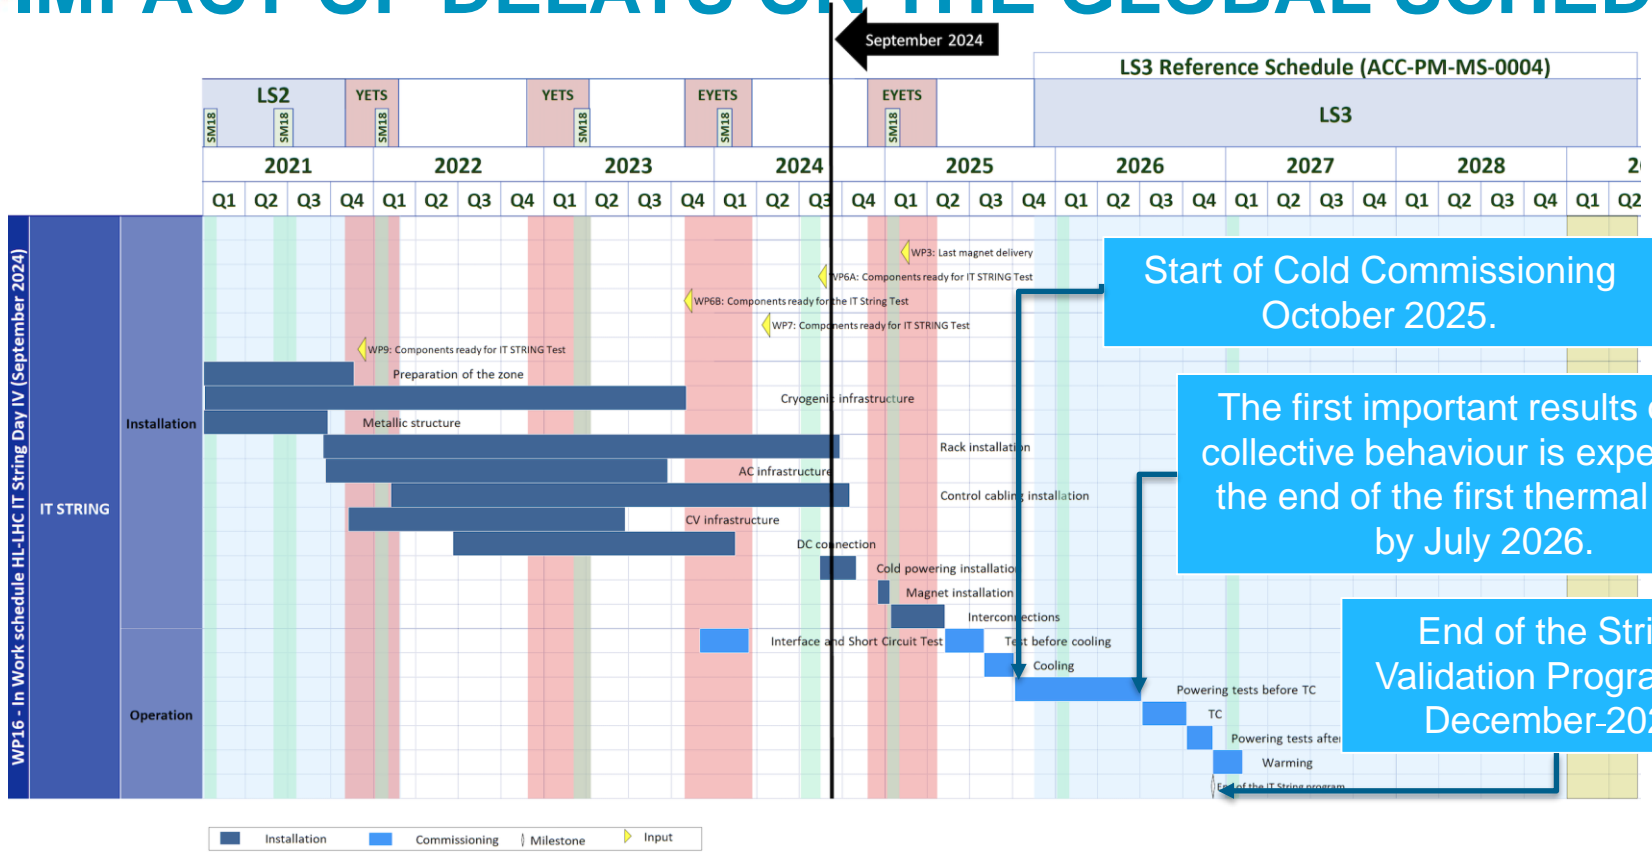 IMPACT OF DELAYS ON THE GLOBAL SCHED
September 2024
LS3 Reference Schedule (ACC-PM-MS-0004)
LS2 YETS YETS EYETS EYETS LS3
SM18 SM18 SM18 SM18 SM18 SM18
2021 2022 2023 2024 2025 2026 2027 2028 2
Q1 Q2 Q3 Q4 Q1 Q2 Q3 Q4 Q1 Q2 Q3 Q4 Q1 Q2 Q3 Q4 Q1 Q2 Q3 Q4 Q1 Q2 Q3 Q4 Q1 Q2 Q3 Q4 Q1 Q2 Q3 Q4 Q1 Q2
WP16 - In Work schedule HL-LHC IT String Day IV (September 2024)
IT STRING
Installation
WP3: Last magnet delivery
WP6A: Components ready for IT STRING Test
WP6B: Components ready for the IT String Test
WP7: Components ready for IT STRING Test
WP9: Components ready for IT STRING Test
Preparation of the zone
Cryogenic infrastructure
Metallic structure
Rack installation
AC infrastructure
Control cabling installation
CV infrastructure
DC connection
Cold powering installation
Magnet installation
Interconnections
Operation
Interface and Short Circuit Test
Test before cooling
Cooling
Powering tests before TC
TC
Powering tests after
Warming
End of the IT String program
Start of Cold Commissioning
October 2025.
The first important results
collective behaviour is expe
the end of the first thermal
by July 2026.
End of the Stri
Validation Progra
December-202
Installation
Commissioning
Milestone
Input